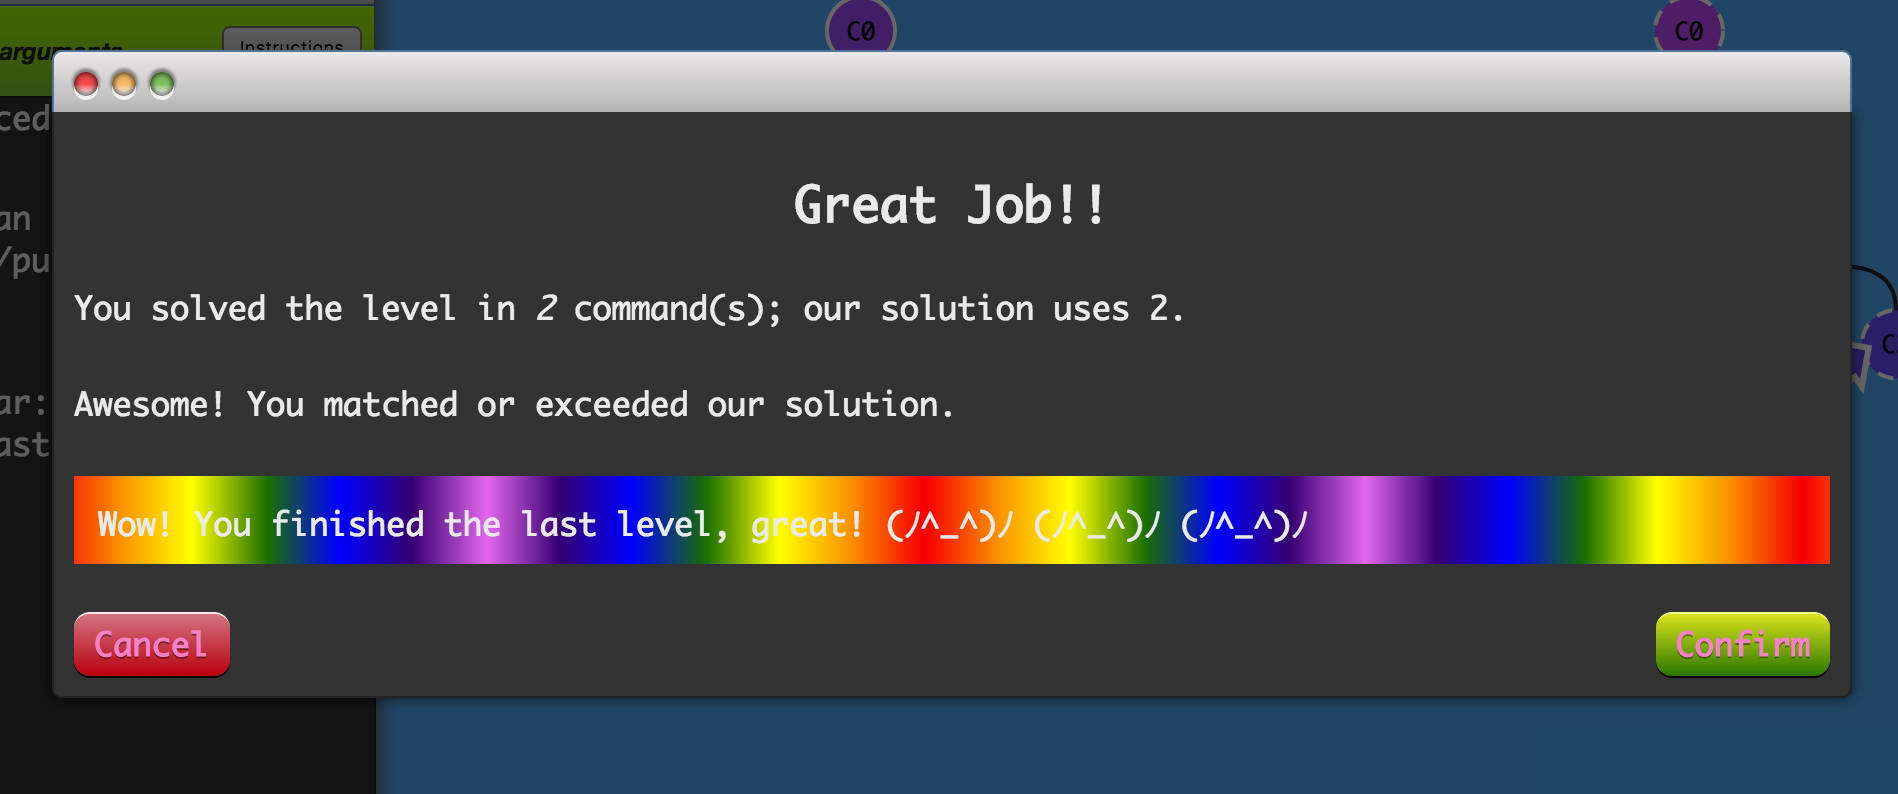 C0
C0
arguments
Instructions
ced
an
/pu
ar:
ast
Great Job!!
You solved the level in 2 command(s); our solution uses 2.
Awesome! You matched or exceeded our solution.
Wow! You finished the last level, great! (ﾉ^_^)ﾉ (ﾉ^_^)ﾉ (ﾉ^_^)ﾉ
C
Cancel
Confirm